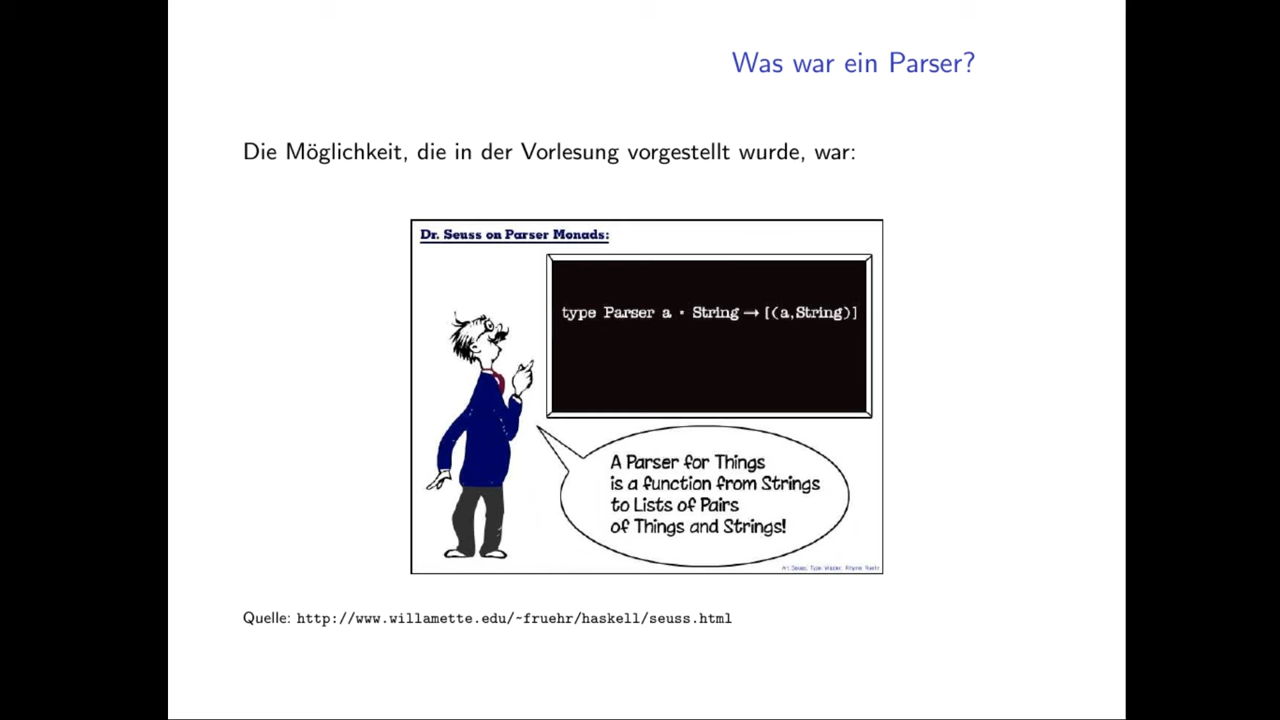 Was war ein Parser?
Die Möglichkeit, die in der Vorlesung vorgestellt wurde, war:
Dr. Seuss on Parser Monads:
type Parser a = String → [(a,String)]
A Parser for Things
is a function from Strings
to Lists of Pairs
of Things and Strings!
Quelle: http://www.willamette.edu/~fruehr/haskell/seuss.html